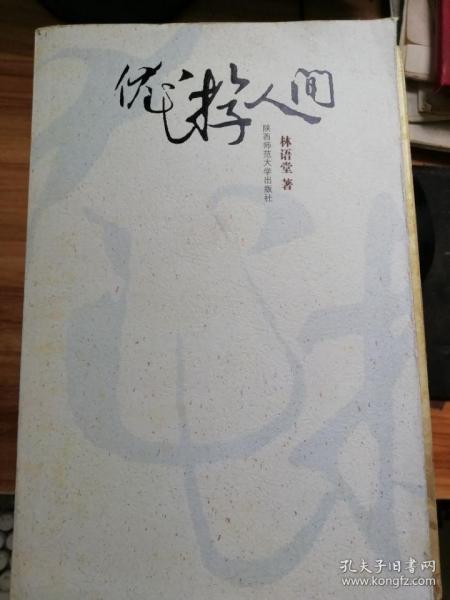 优游人间
林语堂 著
陕西师范大学出版社
孔夫子旧书网
www.kongfz.com